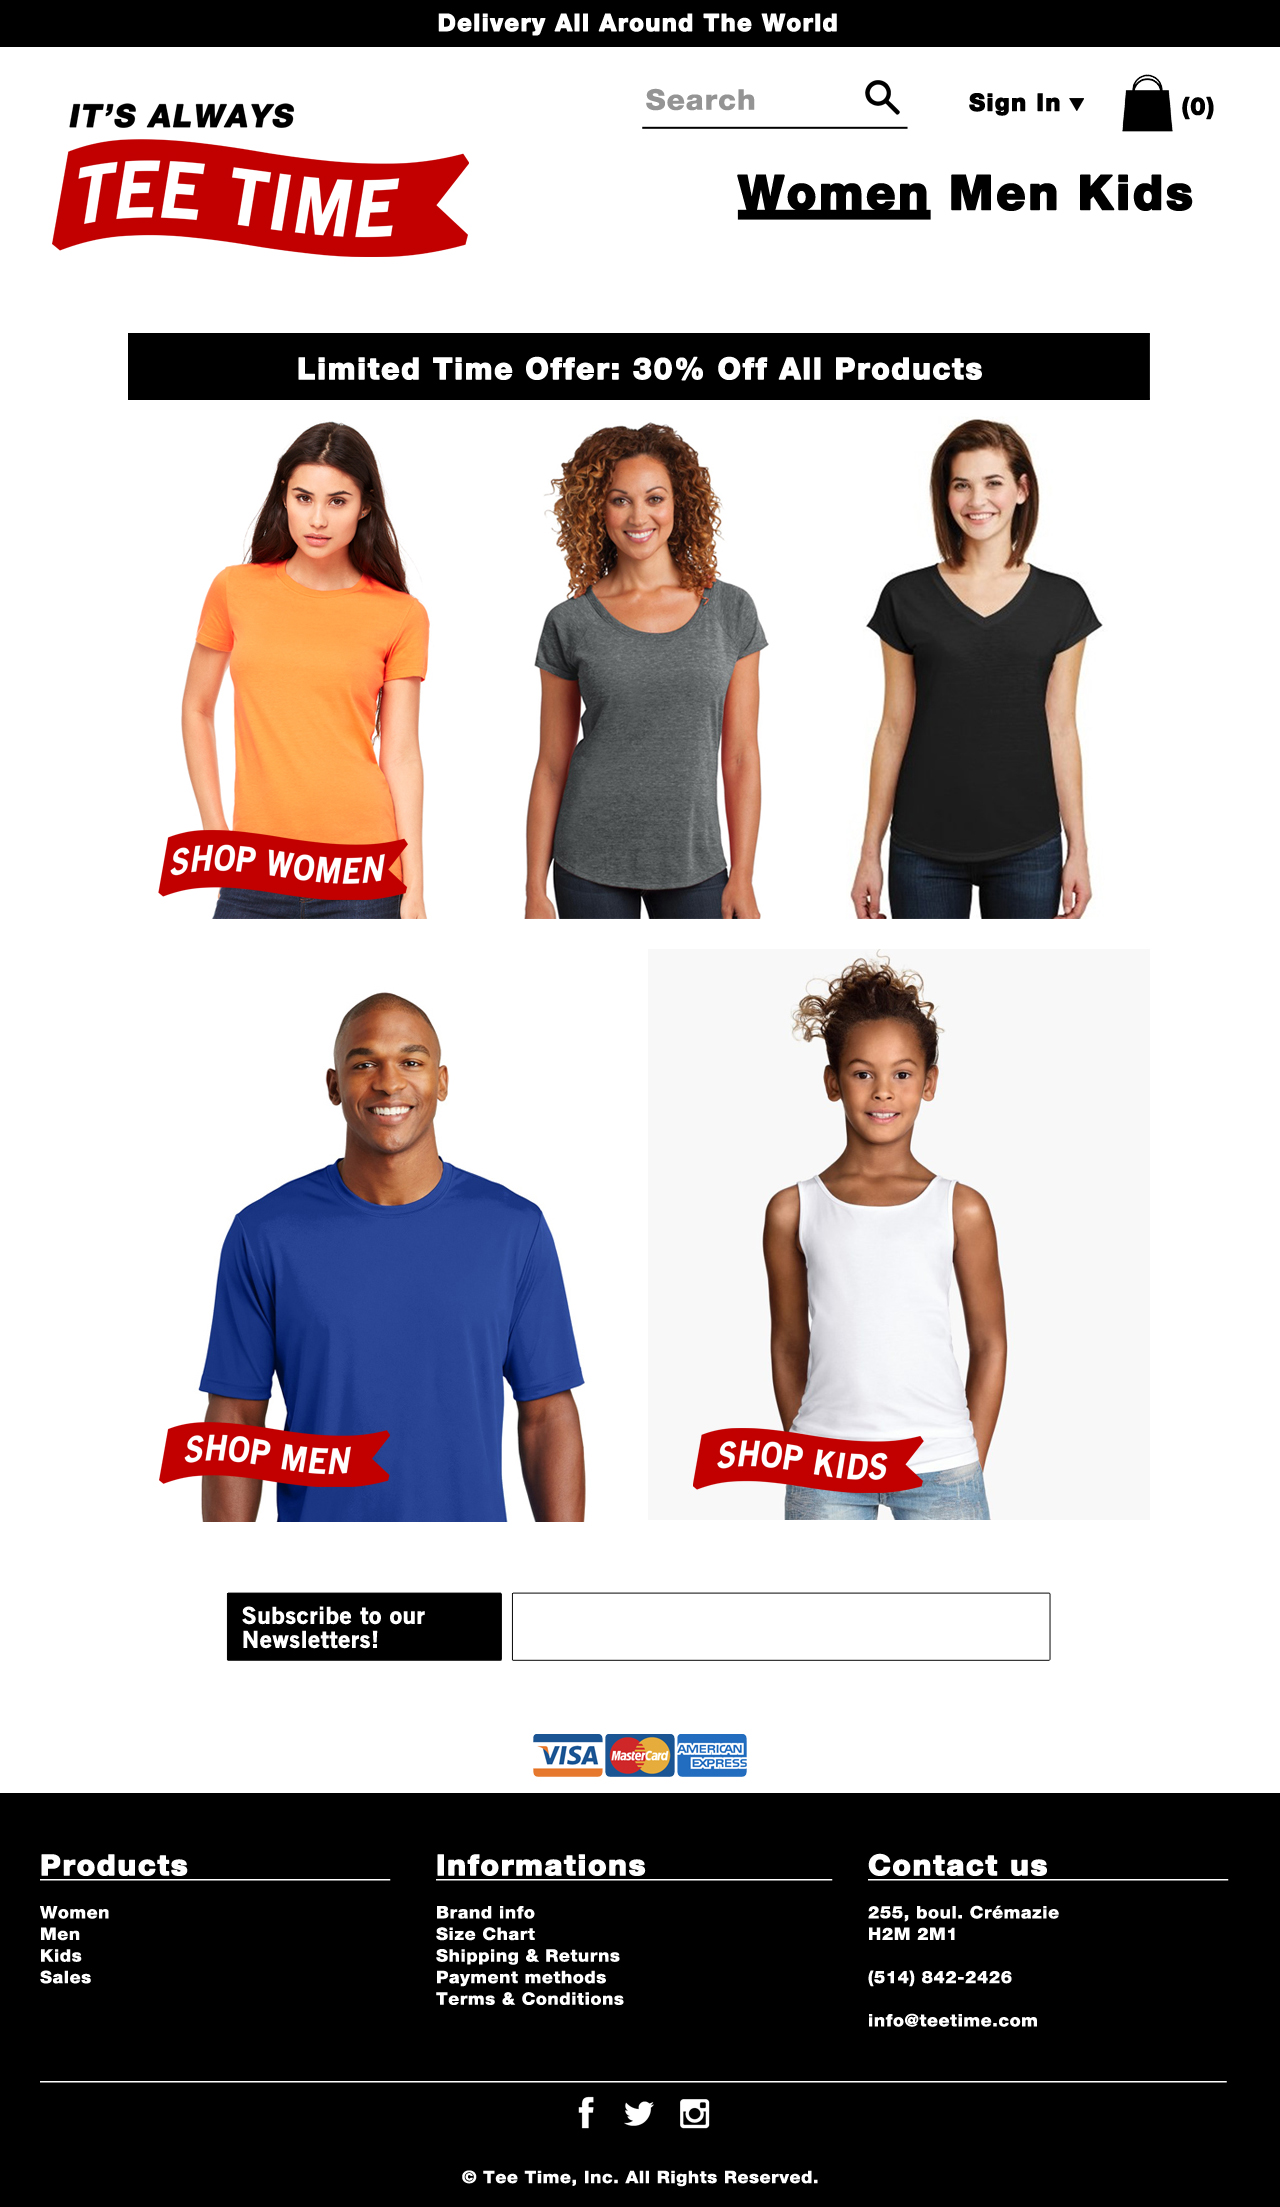 Delivery All Around The World
Search
Sign In ▼
(0)
IT'S ALWAYS
TEE TIME
Women Men Kids
Limited Time Offer: 30% Off All Products
SHOP WOMEN
SHOP MEN
SHOP KIDS
Subscribe to our
Newsletters!
VISA
MasterCard
AMERICAN
EXPRESS
Products
Women
Men
Kids
Sales
Informations
Brand info
Size Chart
Shipping & Returns
Payment methods
Terms & Conditions
Contact us
255, boul. Crémazie
H2M 2M1
(514) 842-2426
info@teetime.com
© Tee Time, Inc. All Rights Reserved.